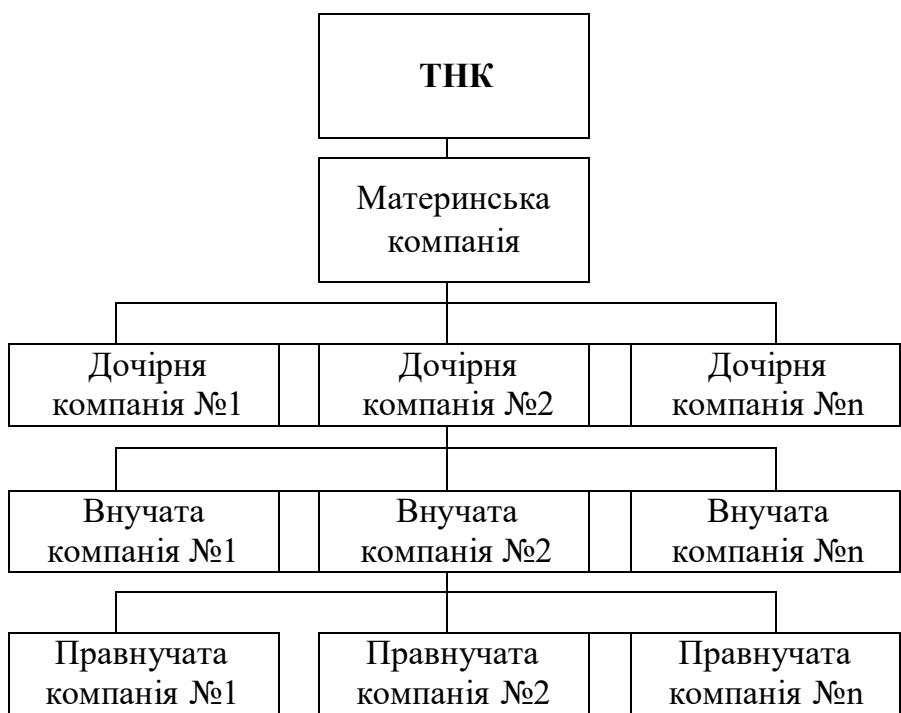 ТНК
Материнська
компанія
Дочірня
компанія №1
Дочірня
компанія №2
Дочірня
компанія №n
Внучата
компанія №1
Внучата
компанія №2
Внучата
компанія №n
Правнучата
компанія №1
Правнучата
компанія №2
Правнучата
компанія №n